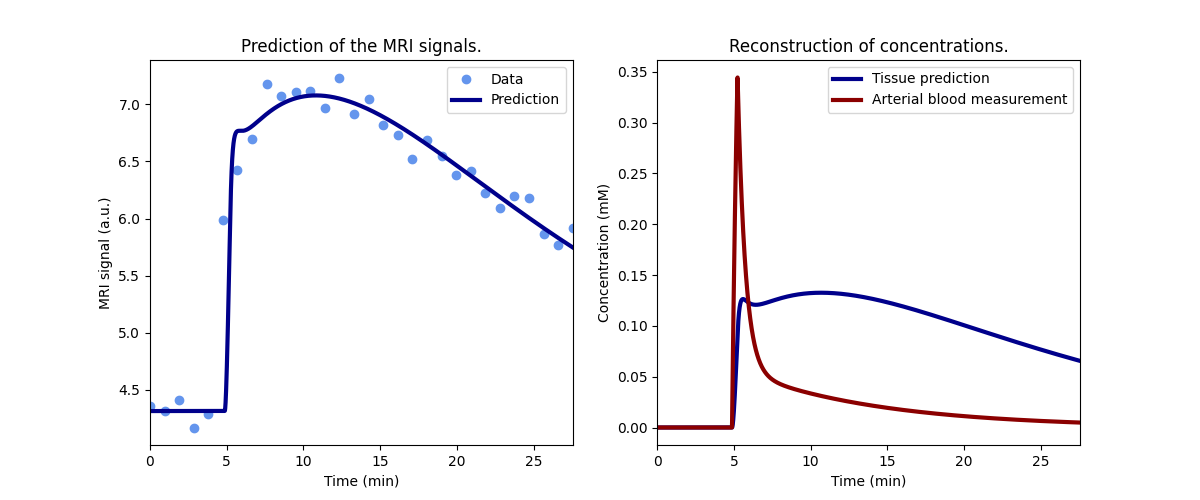 Prediction of the MRI signals.
Data
Prediction
7.0
6.5
6.0
5.5
5.0
4.5
MRI signal (a.u.)
0 5 10 15 20 25
Time (min)
Reconstruction of concentrations.
Tissue prediction
Arterial blood measurement
0.35
0.30
0.25
0.20
0.15
0.10
0.05
0.00
Concentration (mM)
0 5 10 15 20 25
Time (min)